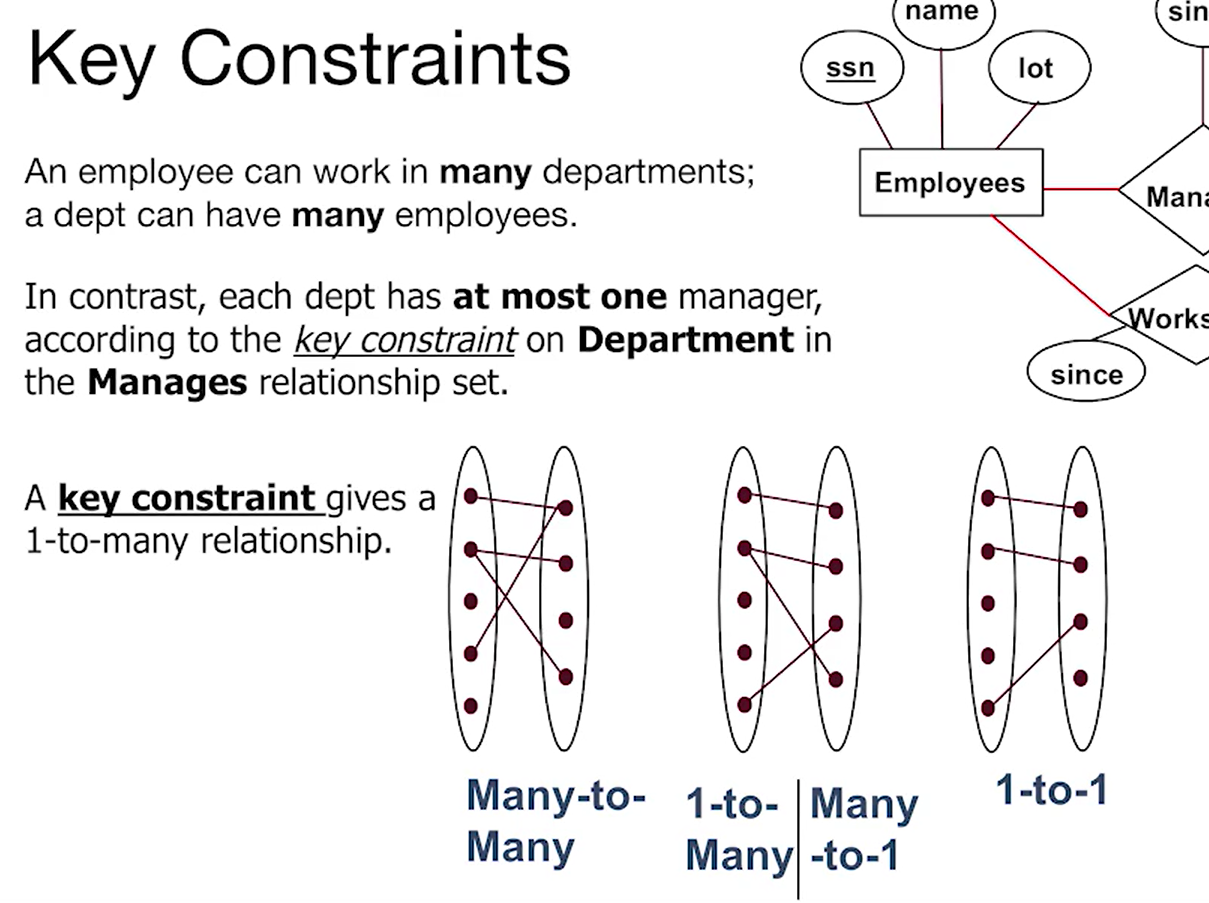 Key Constraints
An employee can work in many departments;
a dept can have many employees.
In contrast, each dept has at most one manager,
according to the key constraint on Department in
the Manages relationship set.
A key constraint gives a
1-to-many relationship.
name
ssn
lot
sin
Employees
Mana
Works
since
Many-to-
Many
1-to-
Many
Many
-to-1
1-to-1